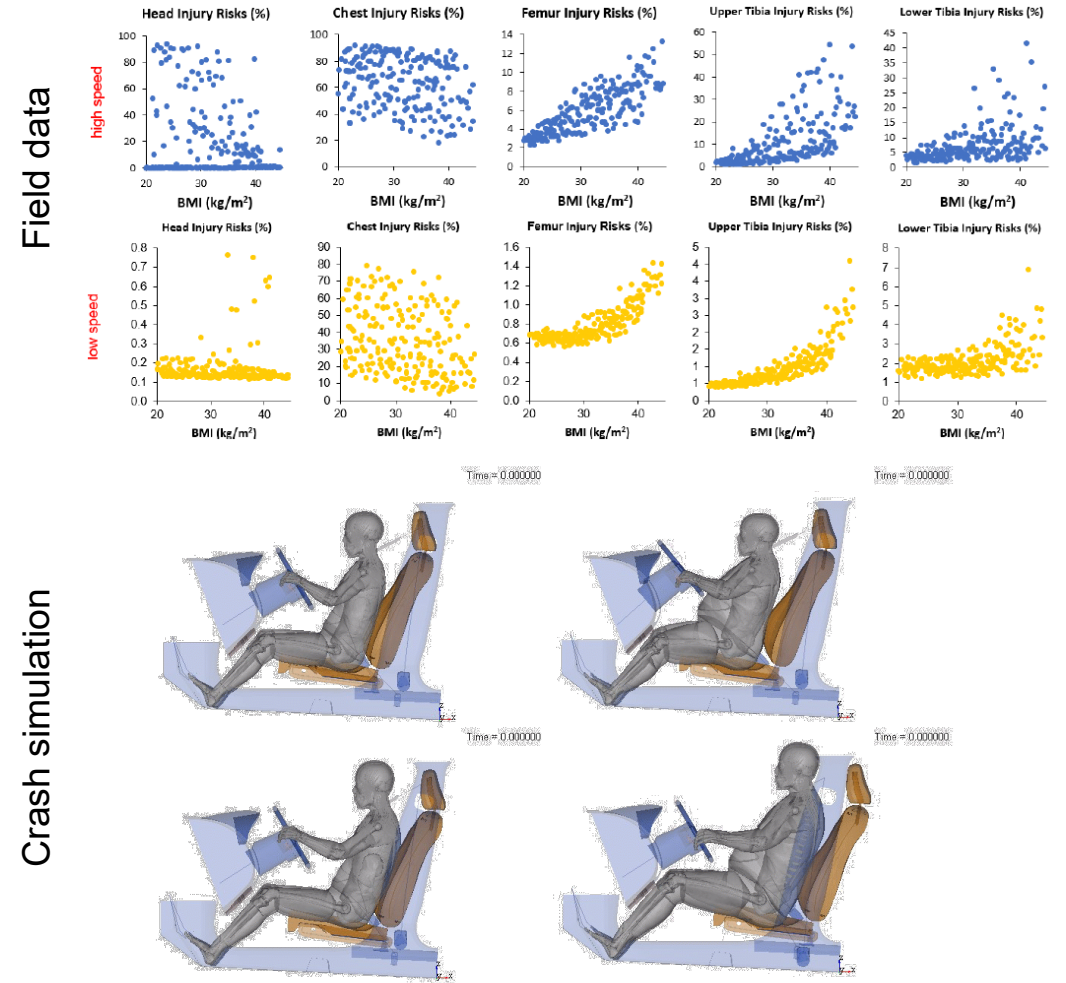 Field data
high speed
Head Injury Risks (%)
100
80
60
40
20
0
20 30 40
BMI (kg/m²)
Chest Injury Risks (%)
100
80
60
40
20
0
20 30 40
BMI (kg/m²)
Femur Injury Risks (%)
14
12
10
8
6
4
2
0
20 30 40
BMI (kg/m²)
Upper Tibia Injury Risks (%)
60
50
40
30
20
10
0
20 30 40
BMI (kg/m²)
Lower Tibia Injury Risks (%)
45
40
35
30
25
20
15
10
5
0
20 30 40
BMI (kg/m²)
low speed
Head Injury Risks (%)
0.8
0.7
0.6
0.5
0.4
0.3
0.2
0.1
0.0
20 30 40
BMI (kg/m²)
Chest Injury Risks (%)
90
80
70
60
50
40
30
20
10
0
20 30 40
BMI (kg/m²)
Femur Injury Risks (%)
1.6
1.4
1.2
1.0
0.8
0.6
0.4
0.2
0.0
20 30 40
BMI (kg/m²)
Upper Tibia Injury Risks (%)
5
4
4
3
3
2
2
1
1
0
20 30 40
BMI (kg/m²)
Lower Tibia Injury Risks (%)
8
7
6
5
4
3
2
1
0
20 30 40
BMI (kg/m²)
Crash simulation
Time = 0.000000
Time = 0.000000
Time = 0.000000
Time = 0.000000